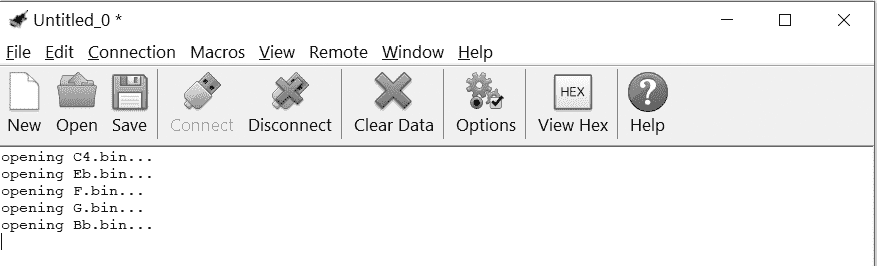 Untitled_0 *
File Edit Connection Macros View Remote Window Help
New Open Save Connect Disconnect Clear Data Options HEX View Hex ? Help
opening C4.bin...
opening Eb.bin...
opening F.bin...
opening G.bin...
opening Bb.bin...